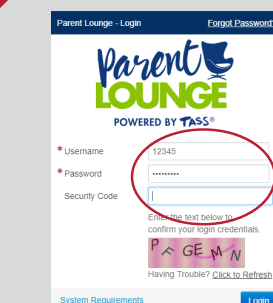 Parent Lounge - Login Forgot Password?
Parent
LOUNGE
POWERED BY TASS®
* Username 12345
* Password ••••••••
Security Code
Enter the text below to
confirm your login credentials.
Having Trouble? Click to Refresh
System Requirements Login